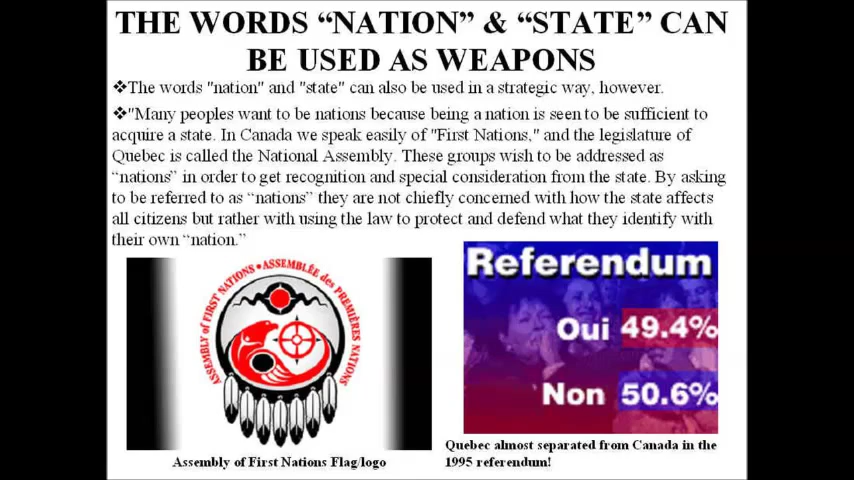 THE WORDS “NATION” & “STATE” CAN
BE USED AS WEAPONS
❖The words "nation" and "state" can also be used in a strategic way, however.
❖"Many peoples want to be nations because being a nation is seen to be sufficient to
acquire a state. In Canada we speak easily of "First Nations," and the legislature of
Quebec is called the National Assembly. These groups wish to be addressed as
“nations” in order to get recognition and special consideration from the state. By asking
to be referred to as “nations” they are not chiefly concerned with how the state affects
all citizens but rather with using the law to protect and defend what they identify with
their own “nation.”
ASSEMBLY of FIRST NATIONS • ASSEMBLÉE des PREMIÈRES NATIONS
Assembly of First Nations Flag/logo
Referendum
Oui 49.4%
Non 50.6%
Quebec almost separated from Canada in the
1995 referendum!